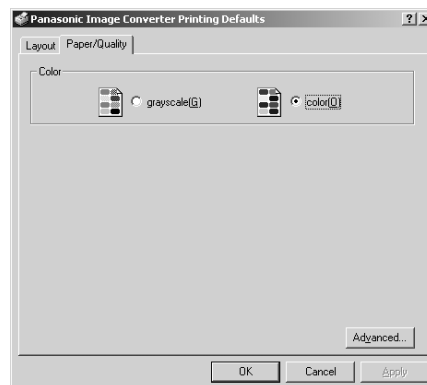 Panasonic Image Converter Printing Defaults
Layout Paper/Quality
Color
grayscale(G) color(O)
Advanced...
OK Cancel Apply